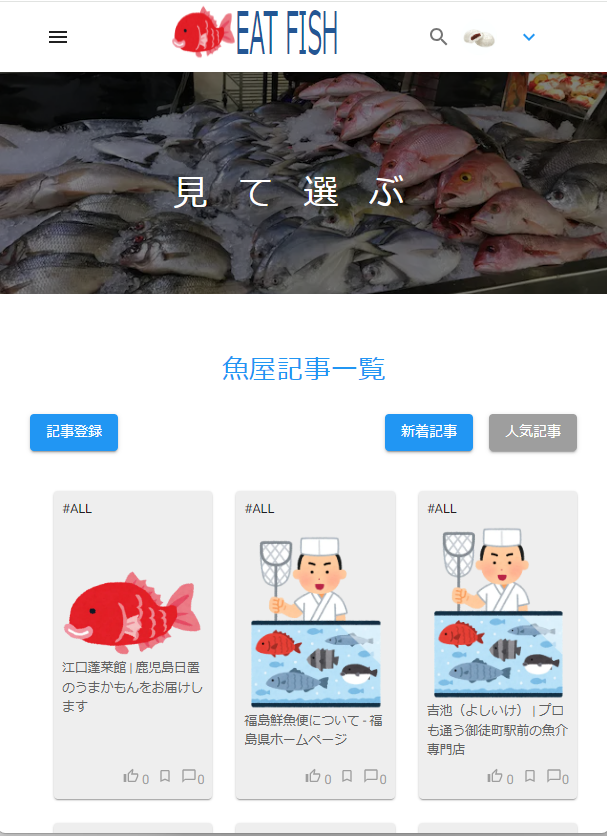 EAT FISH
見て選ぶ
魚屋記事一覧
記事登録
新着記事
人気記事
#ALL
江口蓬莱館 | 鹿児島日置
のうまかもんをお届けし
ます
0
0
#ALL
福島鮮魚便について - 福
島県ホームページ
0
0
#ALL
吉池（よしいけ） | プロ
も通う御徒町駅前の魚介
専門店
0
0